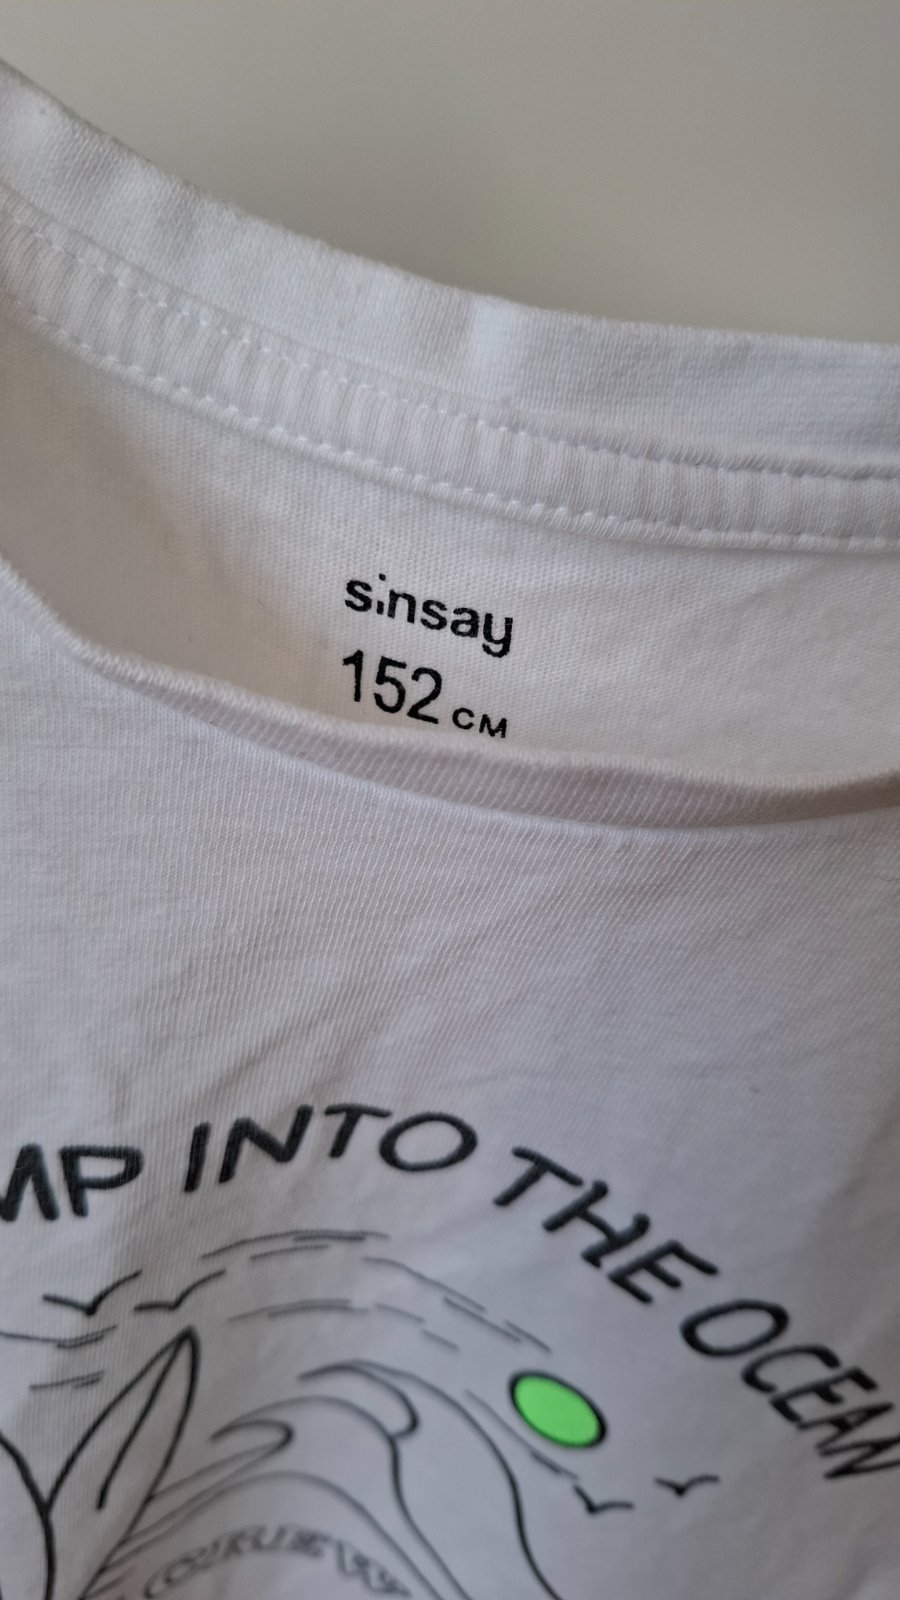 sinsay
152 CM
MP INTO THE OCEAN